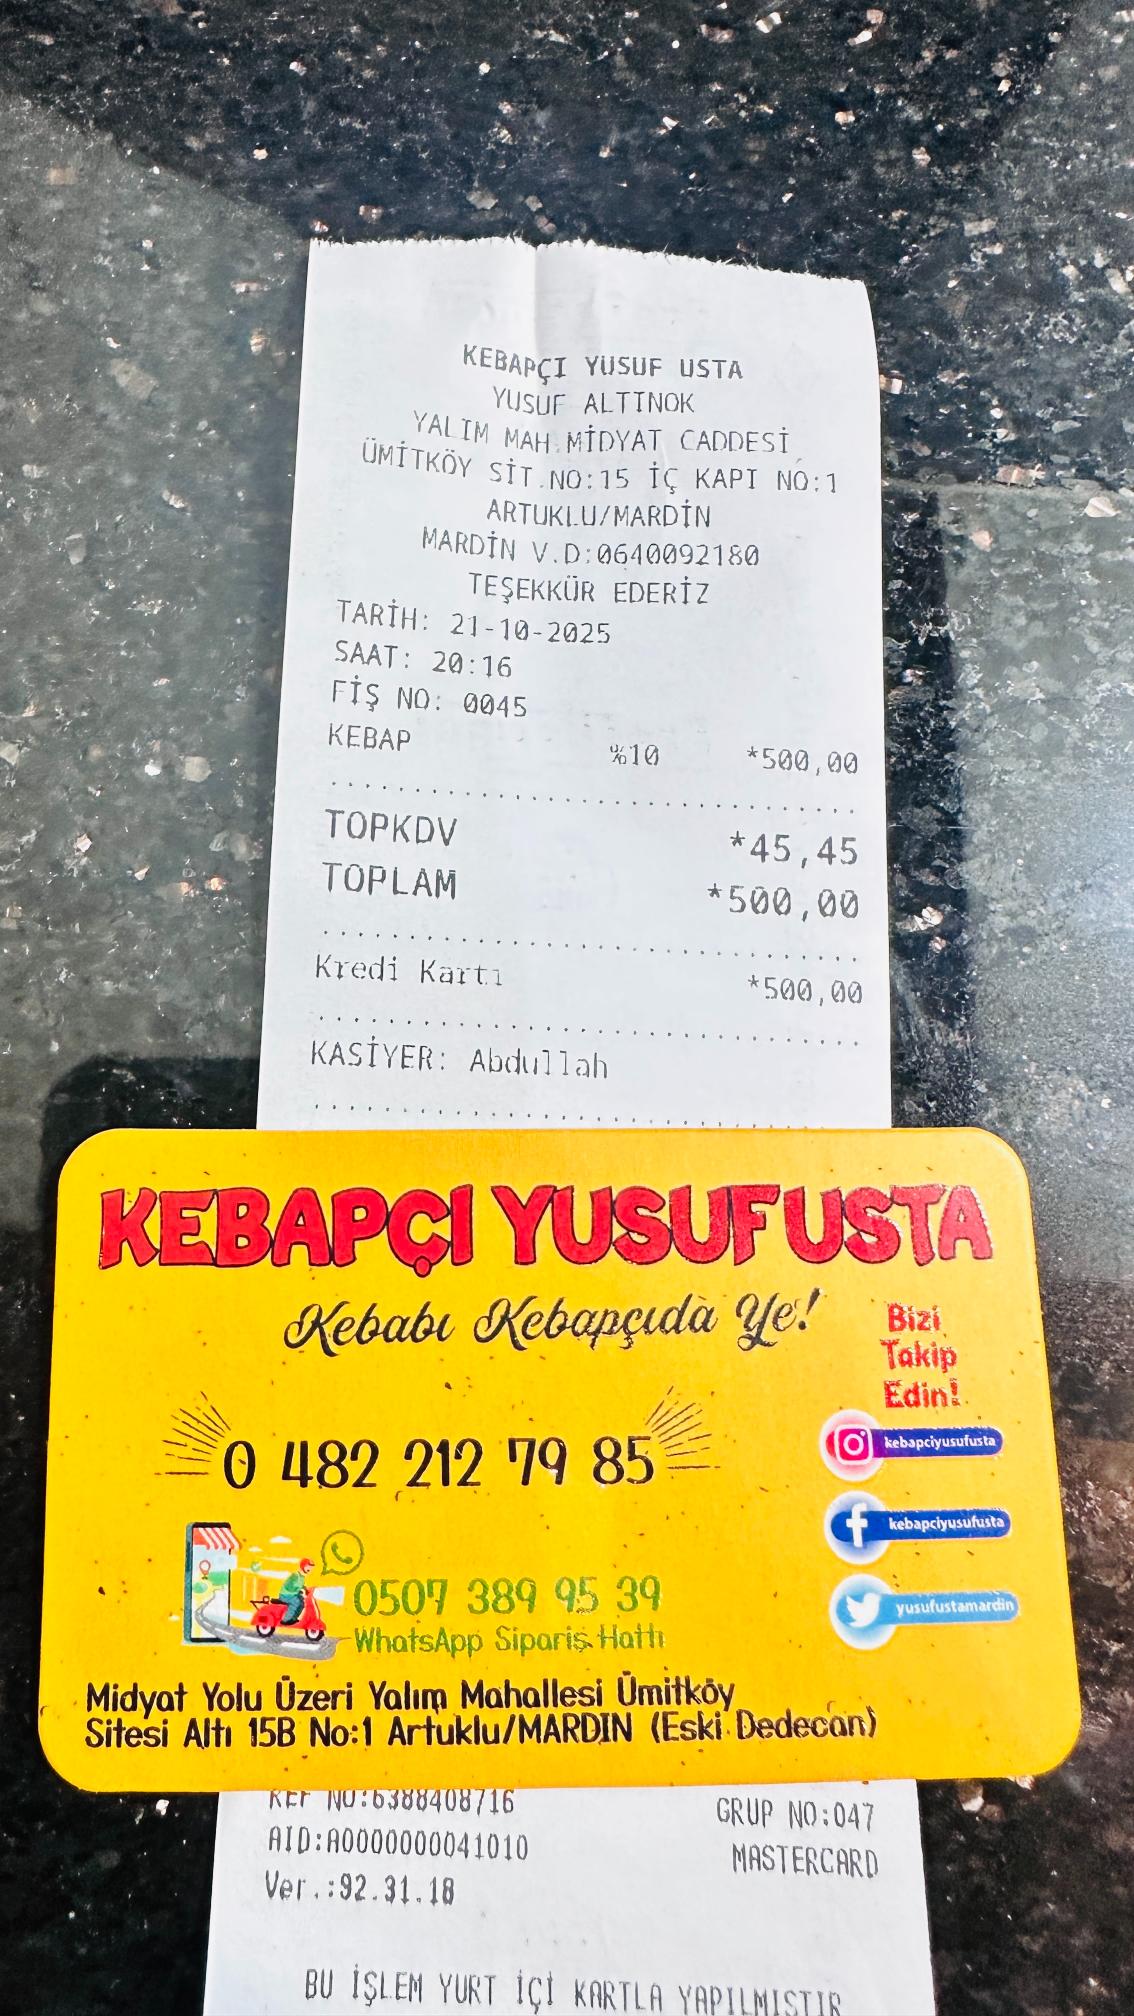 KEBAPÇI YUSUF USTA
YUSUF ALTINOK
YALIM MAH.MİDYAT CADDESİ
ÜMİTKÖY SİT.NO:15 İÇ KAPI NO:1
ARTUKLU/MARDİN
MARDİN V.D:0640092180
TEŞEKKÜR EDERİZ
TARİH: 21-10-2025
SAAT: 20:16
FİŞ NO: 0045
KEBAP %10 *500,00
TOPKDV *45,45
TOPLAM *500,00
Kredi Kartı *500,00
KASİYER: Abdullah
KEBAPÇI YUSUF USTA
Kebabı Kebapçıda Ye!
Bizi
Takip
Edin!
0 482 212 79 85
kebapciyusufusta
kebapciyusufusta
yusufustamardin
0507 389 95 39
WhatsApp Sipariş Hattı
Midyat Yolu Üzeri Yalım Mahallesi Ümitköy
Sitesi Altı 15B No:1 Artuklu/MARDIN (Eski Dedecan)
REF NO:6388408716 GRUP NO:047
AID:A0000000041010 MASTERCARD
Ver.:92.31.18
BU İŞLEM YURT İÇİ KARTLA YAPILMIŞTIR